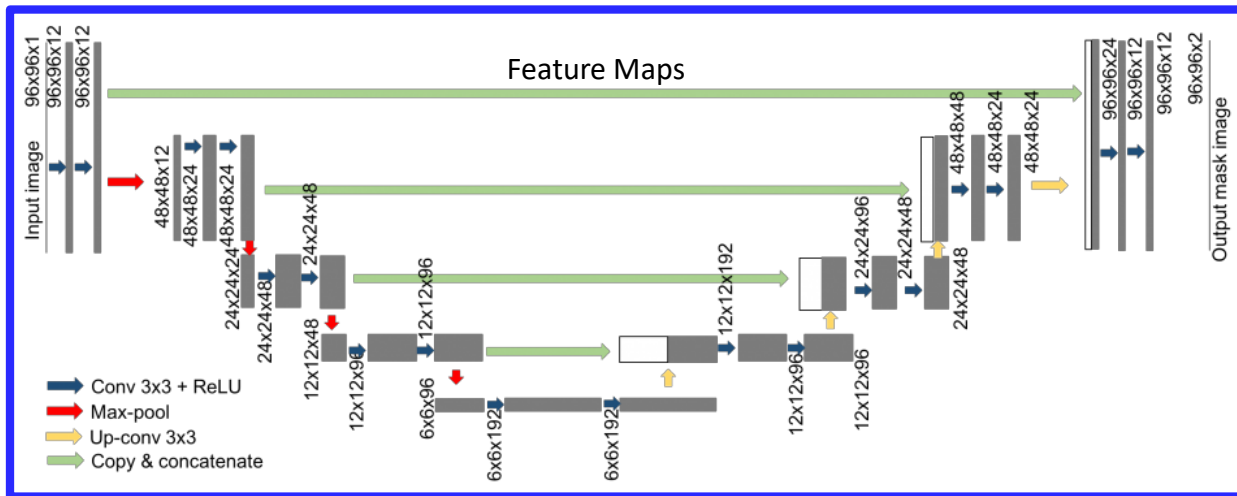 Feature Maps
Input image
96x96x1
96x96x12
96x96x12
48x48x12
48x48x24
48x48x24
24x24x24
24x24x48
24x24x48
12x12x48
12x12x96
12x12x96
6x6x96
6x6x192
6x6x192
12x12x192
12x12x96
12x12x96
24x24x96
24x24x48
24x24x48
48x48x48
48x48x24
48x48x24
96x96x24
96x96x12
96x96x12
96x96x2
Output mask image
Conv 3x3 + ReLU
Max-pool
Up-conv 3x3
Copy & concatenate